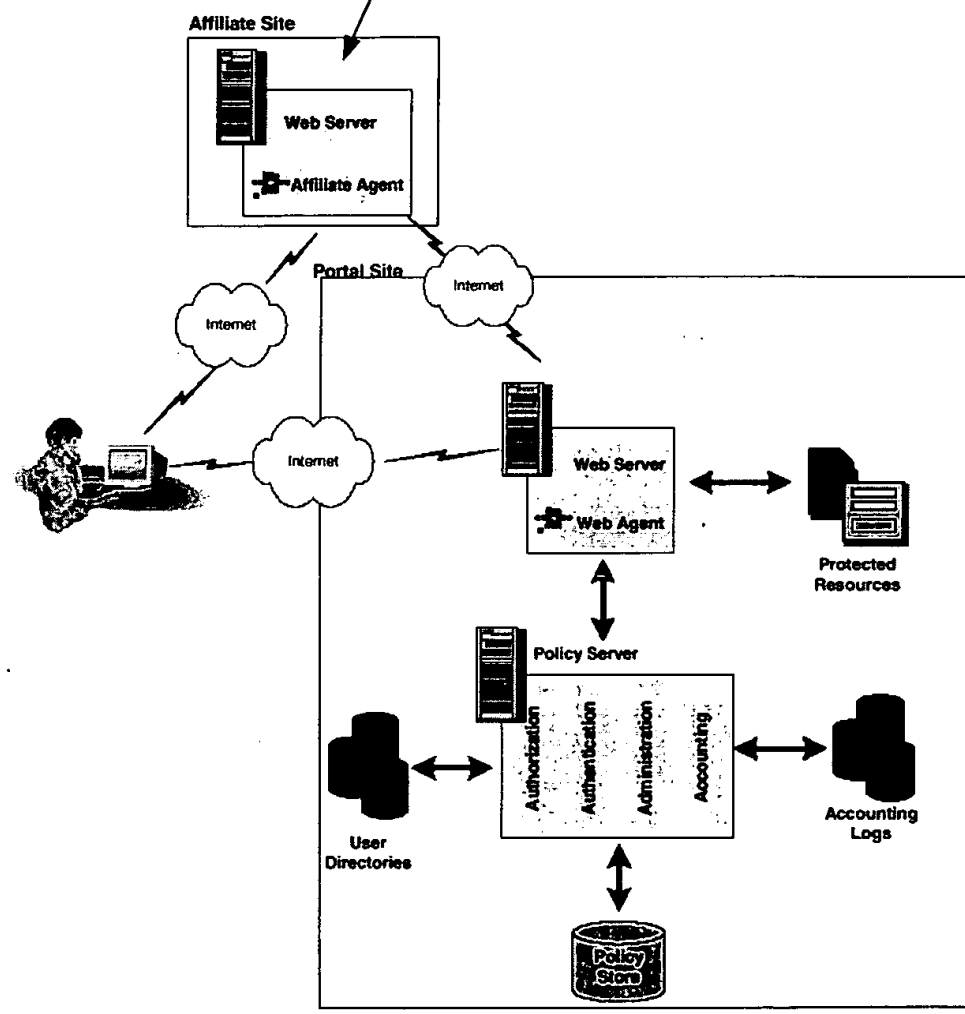 Affiliate Site
Web Server
Affiliate Agent
Portal Site
Internet
Internet
Internet
Web Server
Web Agent
Protected
Resources
Policy Server
Authorization
Authentication
Administration
Accounting
User
Directories
Accounting
Logs
Policy
Store